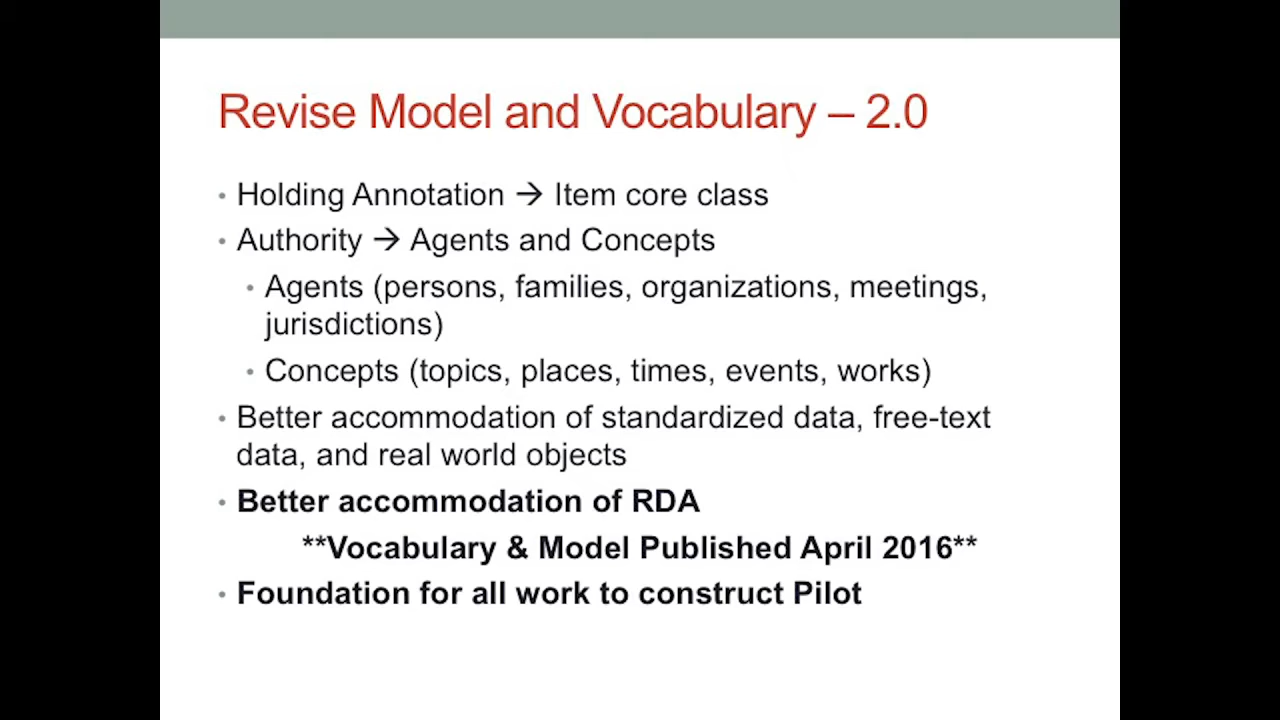 Revise Model and Vocabulary – 2.0
• Holding Annotation → Item core class
• Authority → Agents and Concepts
• Agents (persons, families, organizations, meetings,
jurisdictions)
• Concepts (topics, places, times, events, works)
• Better accommodation of standardized data, free-text
data, and real world objects
• Better accommodation of RDA
**Vocabulary & Model Published April 2016**
• Foundation for all work to construct Pilot